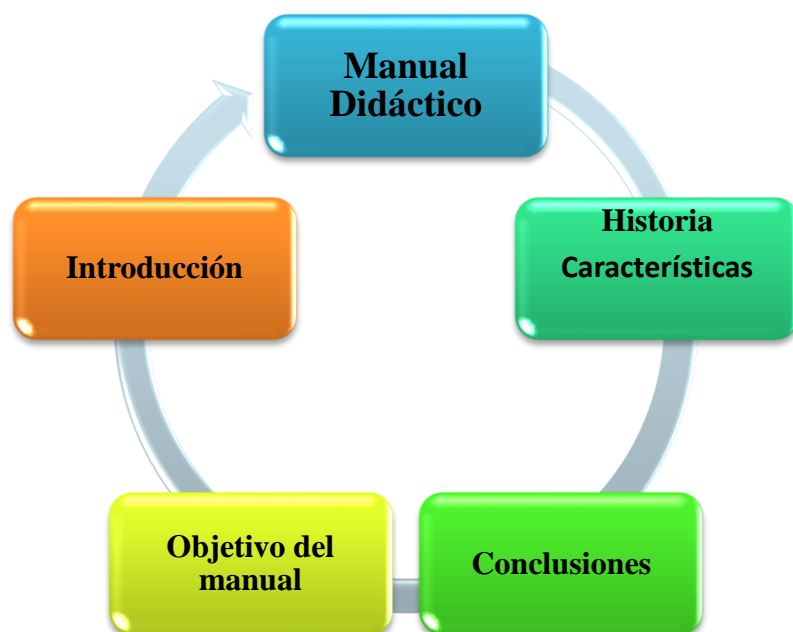 Manual
Didáctico
Historia
Características
Conclusiones
Objetivo del
manual
Introducción